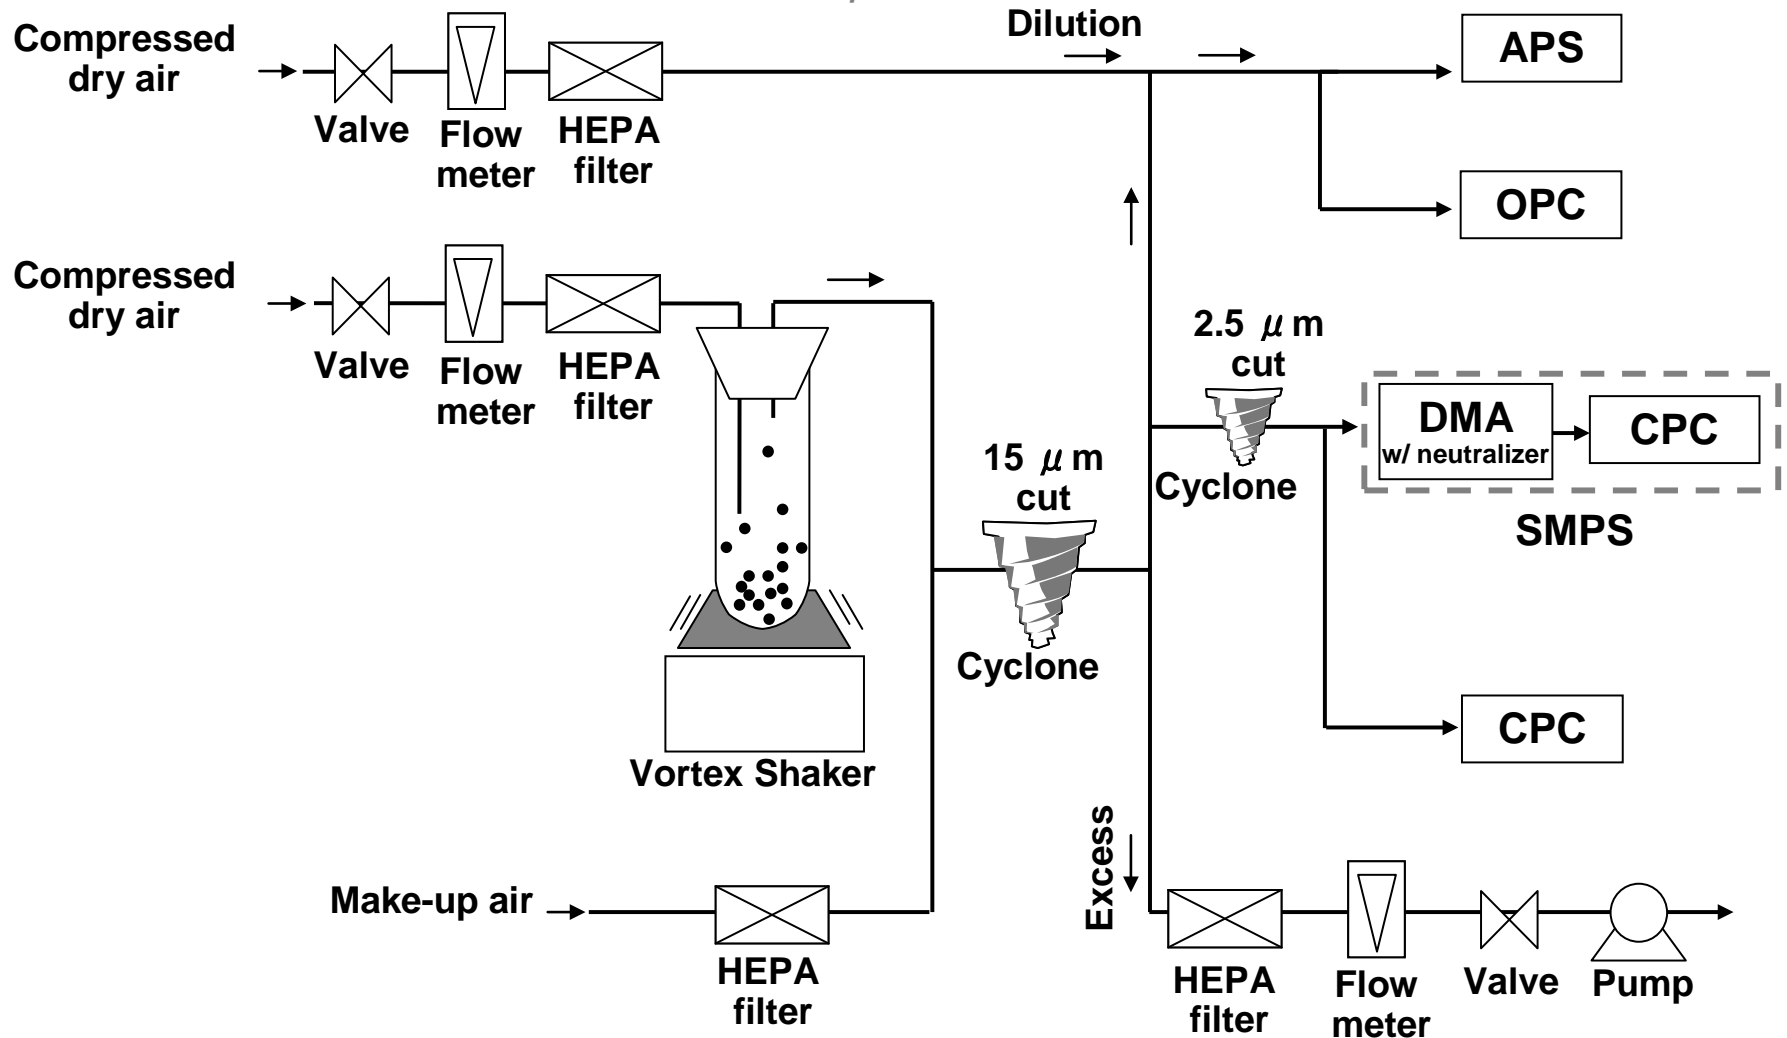 Dilution
Compressed
dry air
Valve
Flow
meter
HEPA
filter
APS
OPC
Compressed
dry air
Valve
Flow
meter
HEPA
filter
2.5 μm
cut
Cyclone
DMA
w/ neutralizer
CPC
SMPS
15 μm
cut
Cyclone
Vortex Shaker
CPC
Excess
Make-up air
HEPA
filter
HEPA
filter
Flow
meter
Valve
Pump